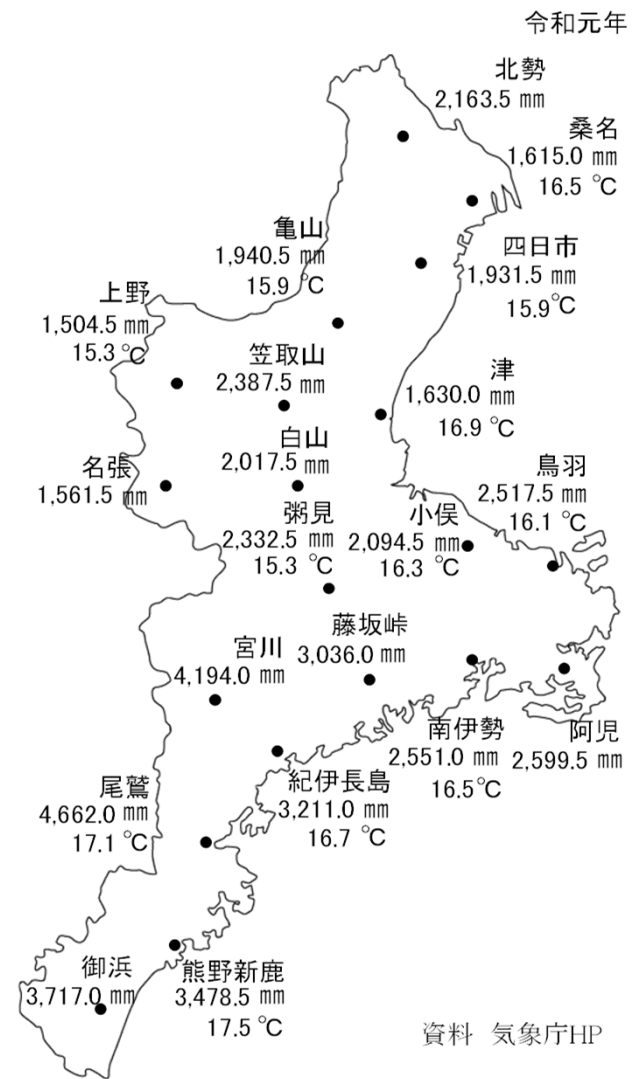 令和元年
北勢
2,163.5 ㎜
桑名
1,615.0 ㎜
16.5 ℃
亀山
1,940.5 ㎜
15.9 ℃
四日市
1,931.5 ㎜
15.9℃
上野
1,504.5 ㎜
15.3 ℃
笠取山
2,387.5 ㎜
津
1,630.0 ㎜
16.9 ℃
白山
2,017.5 ㎜
名張
1,561.5 ㎜
鳥羽
2,517.5 ㎜
16.1 ℃
粥見
2,332.5 ㎜
15.3 ℃
小俣
2,094.5 ㎜
16.3 ℃
藤坂峠
3,036.0 ㎜
宮川
4,194.0 ㎜
南伊勢
2,551.0 ㎜
16.5℃
阿児
2,599.5 ㎜
紀伊長島
3,211.0 ㎜
16.7 ℃
尾鷲
4,662.0 ㎜
17.1 ℃
御浜
3,717.0 ㎜
熊野新鹿
3,478.5 ㎜
17.5 ℃
資料 気象庁HP